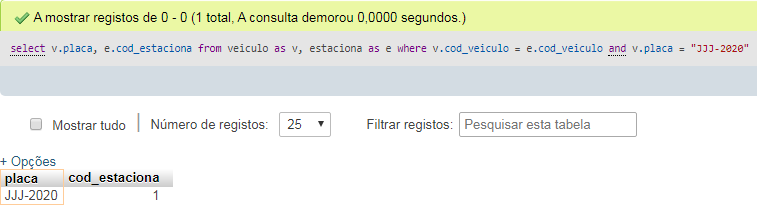 A mostrar registos de 0 - 0 (1 total, A consulta demorou 0,0000 segundos.)
select v.placa, e.cod_estaciona from veiculo as v, estaciona as e where v.cod_veiculo = e.cod_veiculo and v.placa = "JJJ-2020"
Mostrar tudo Número de registos: 25 Filtrar registos: Pesquisar esta tabela
+ Opções
placa cod_estaciona
JJJ-2020 1